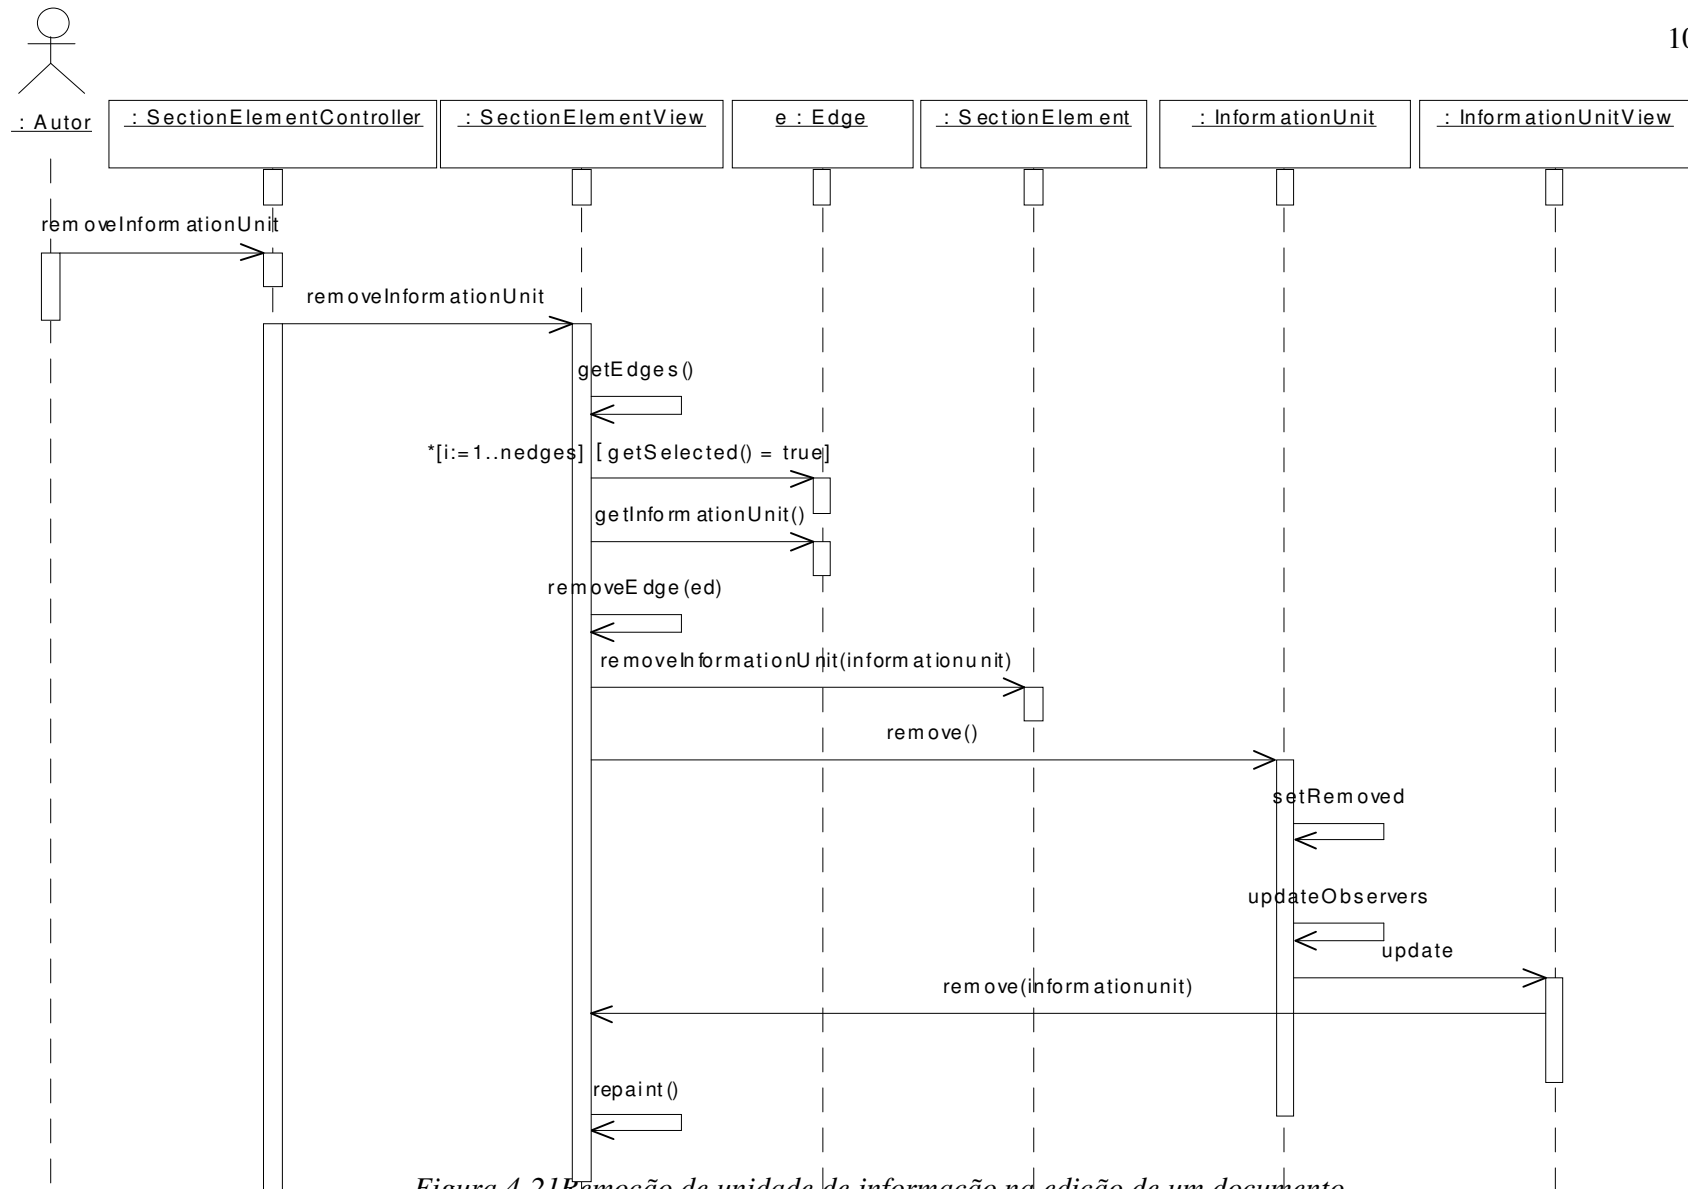 10
: Autor
: SectionElementController
: SectionElementView
e : Edge
: SectionElement
: InformationUnit
: InformationUnitView
removeInformationUnit
removeInformationUnit
getEdges()
*[i:=1..nedges] [getSelected() = true]
getInformationUnit()
removeEdge(ed)
removeInformationUnit(informationunit)
remove()
setRemoved
updateObservers
update
remove(informationunit)
repaint()
Figura 4.21Remoção de unidade de informação na edição de um documento